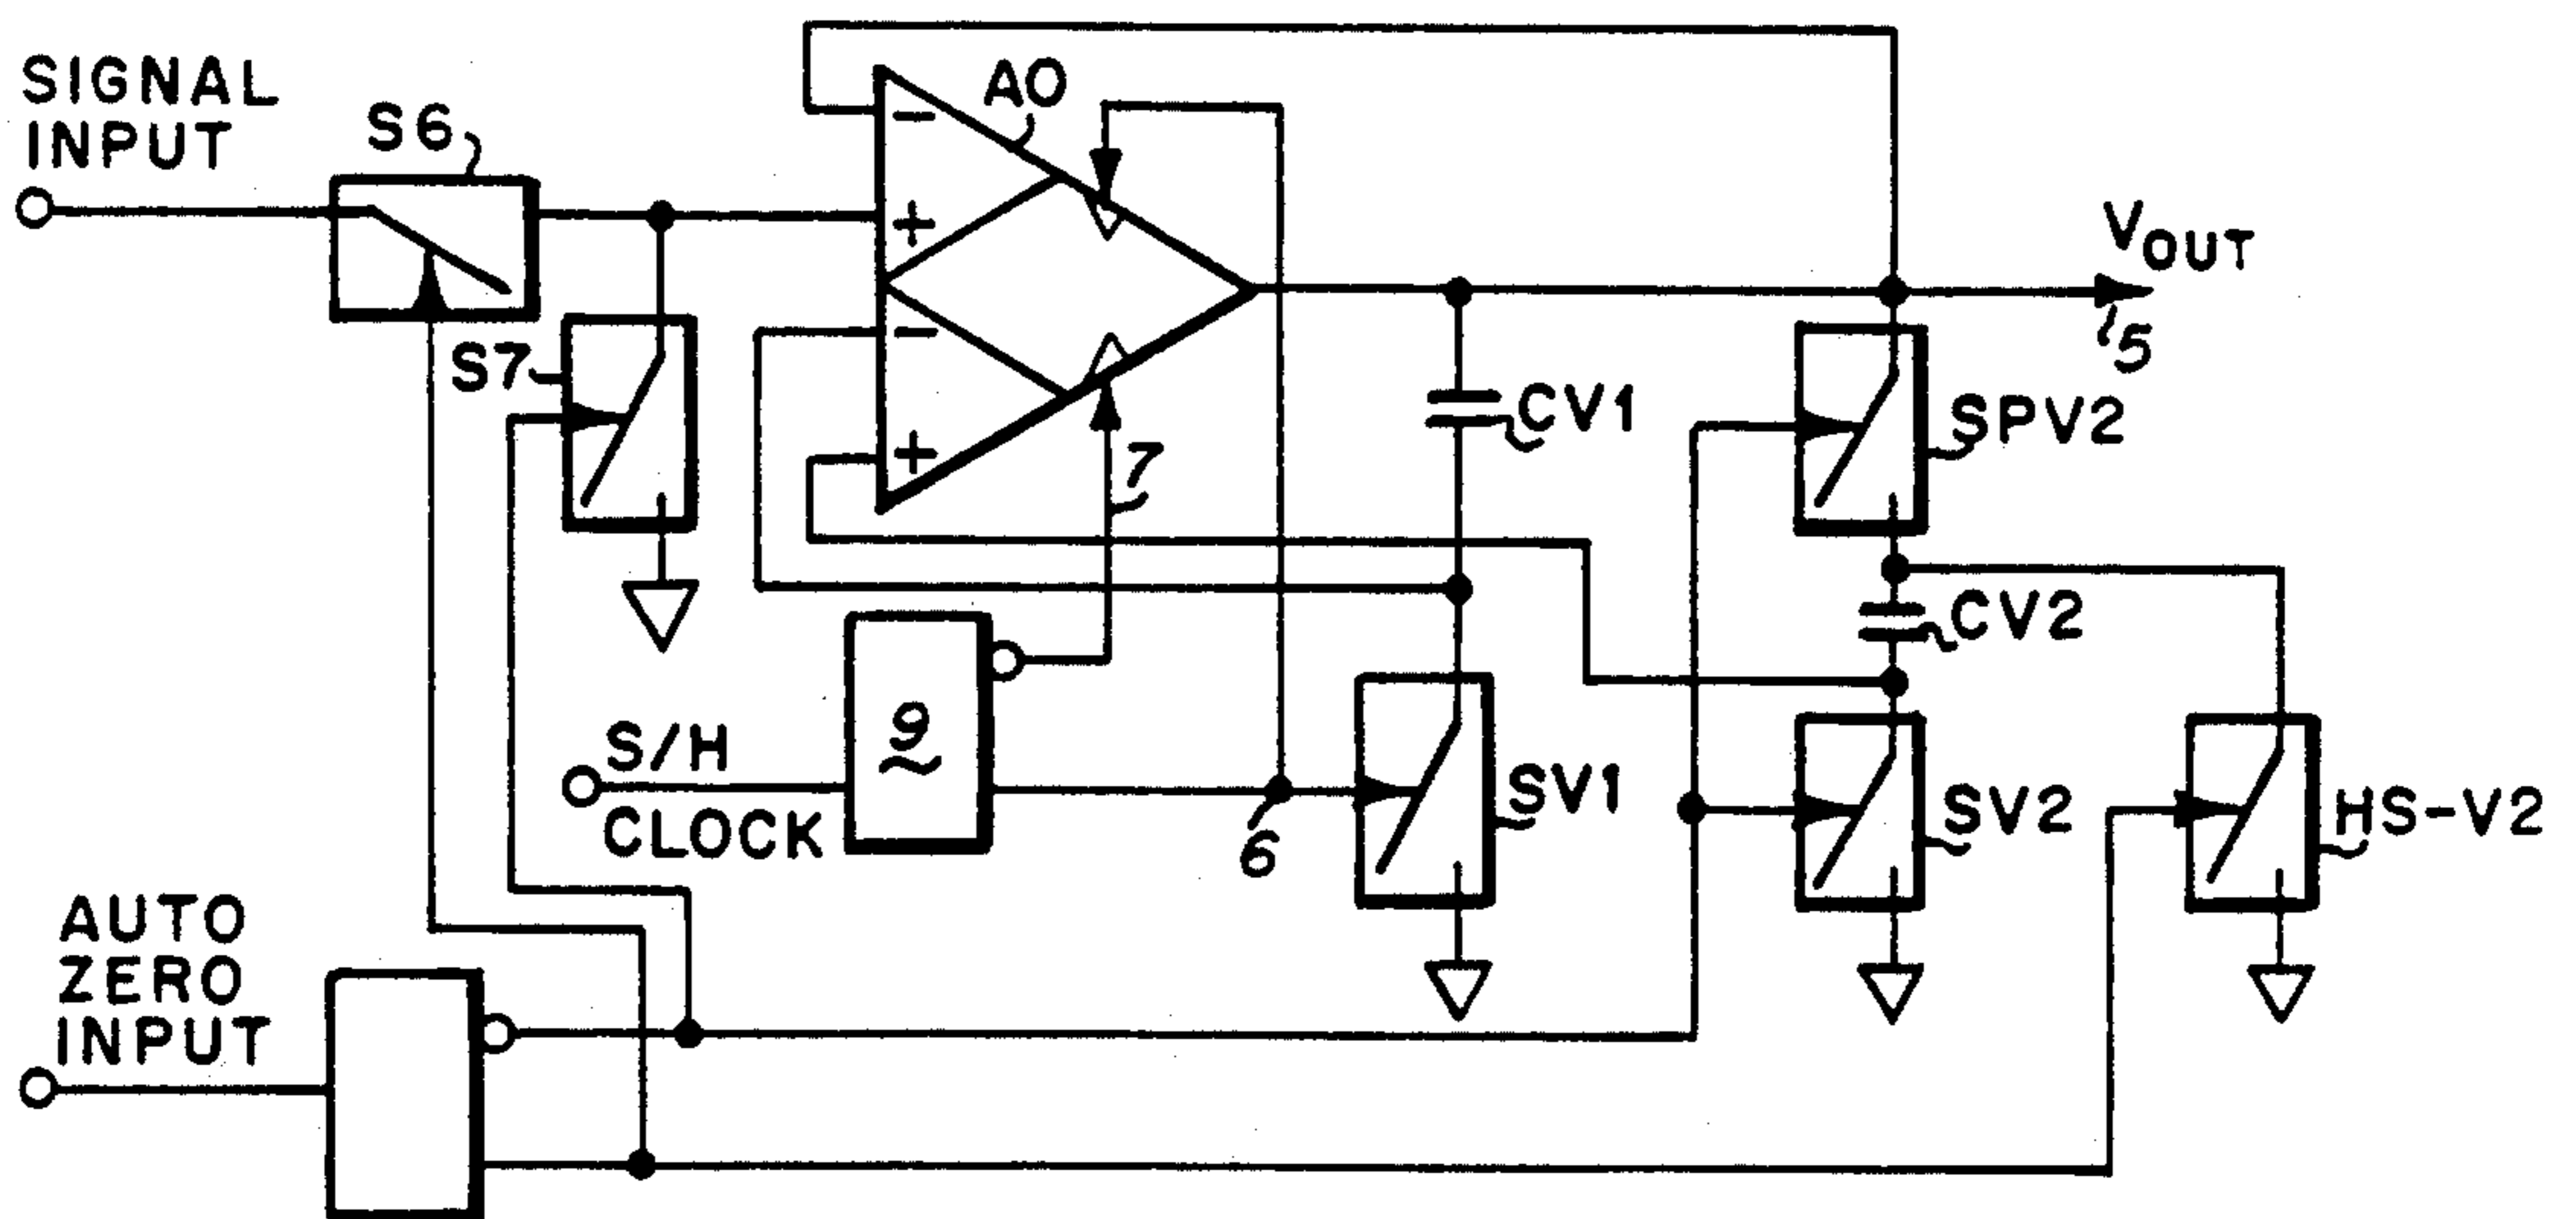 SIGNAL
INPUT
S6
AO
−
+
−
+
S7
7
CV1
VOUT
5
SPV2
CV2
9
S/H
CLOCK
6
SV1
SV2
HS-V2
AUTO
ZERO
INPUT